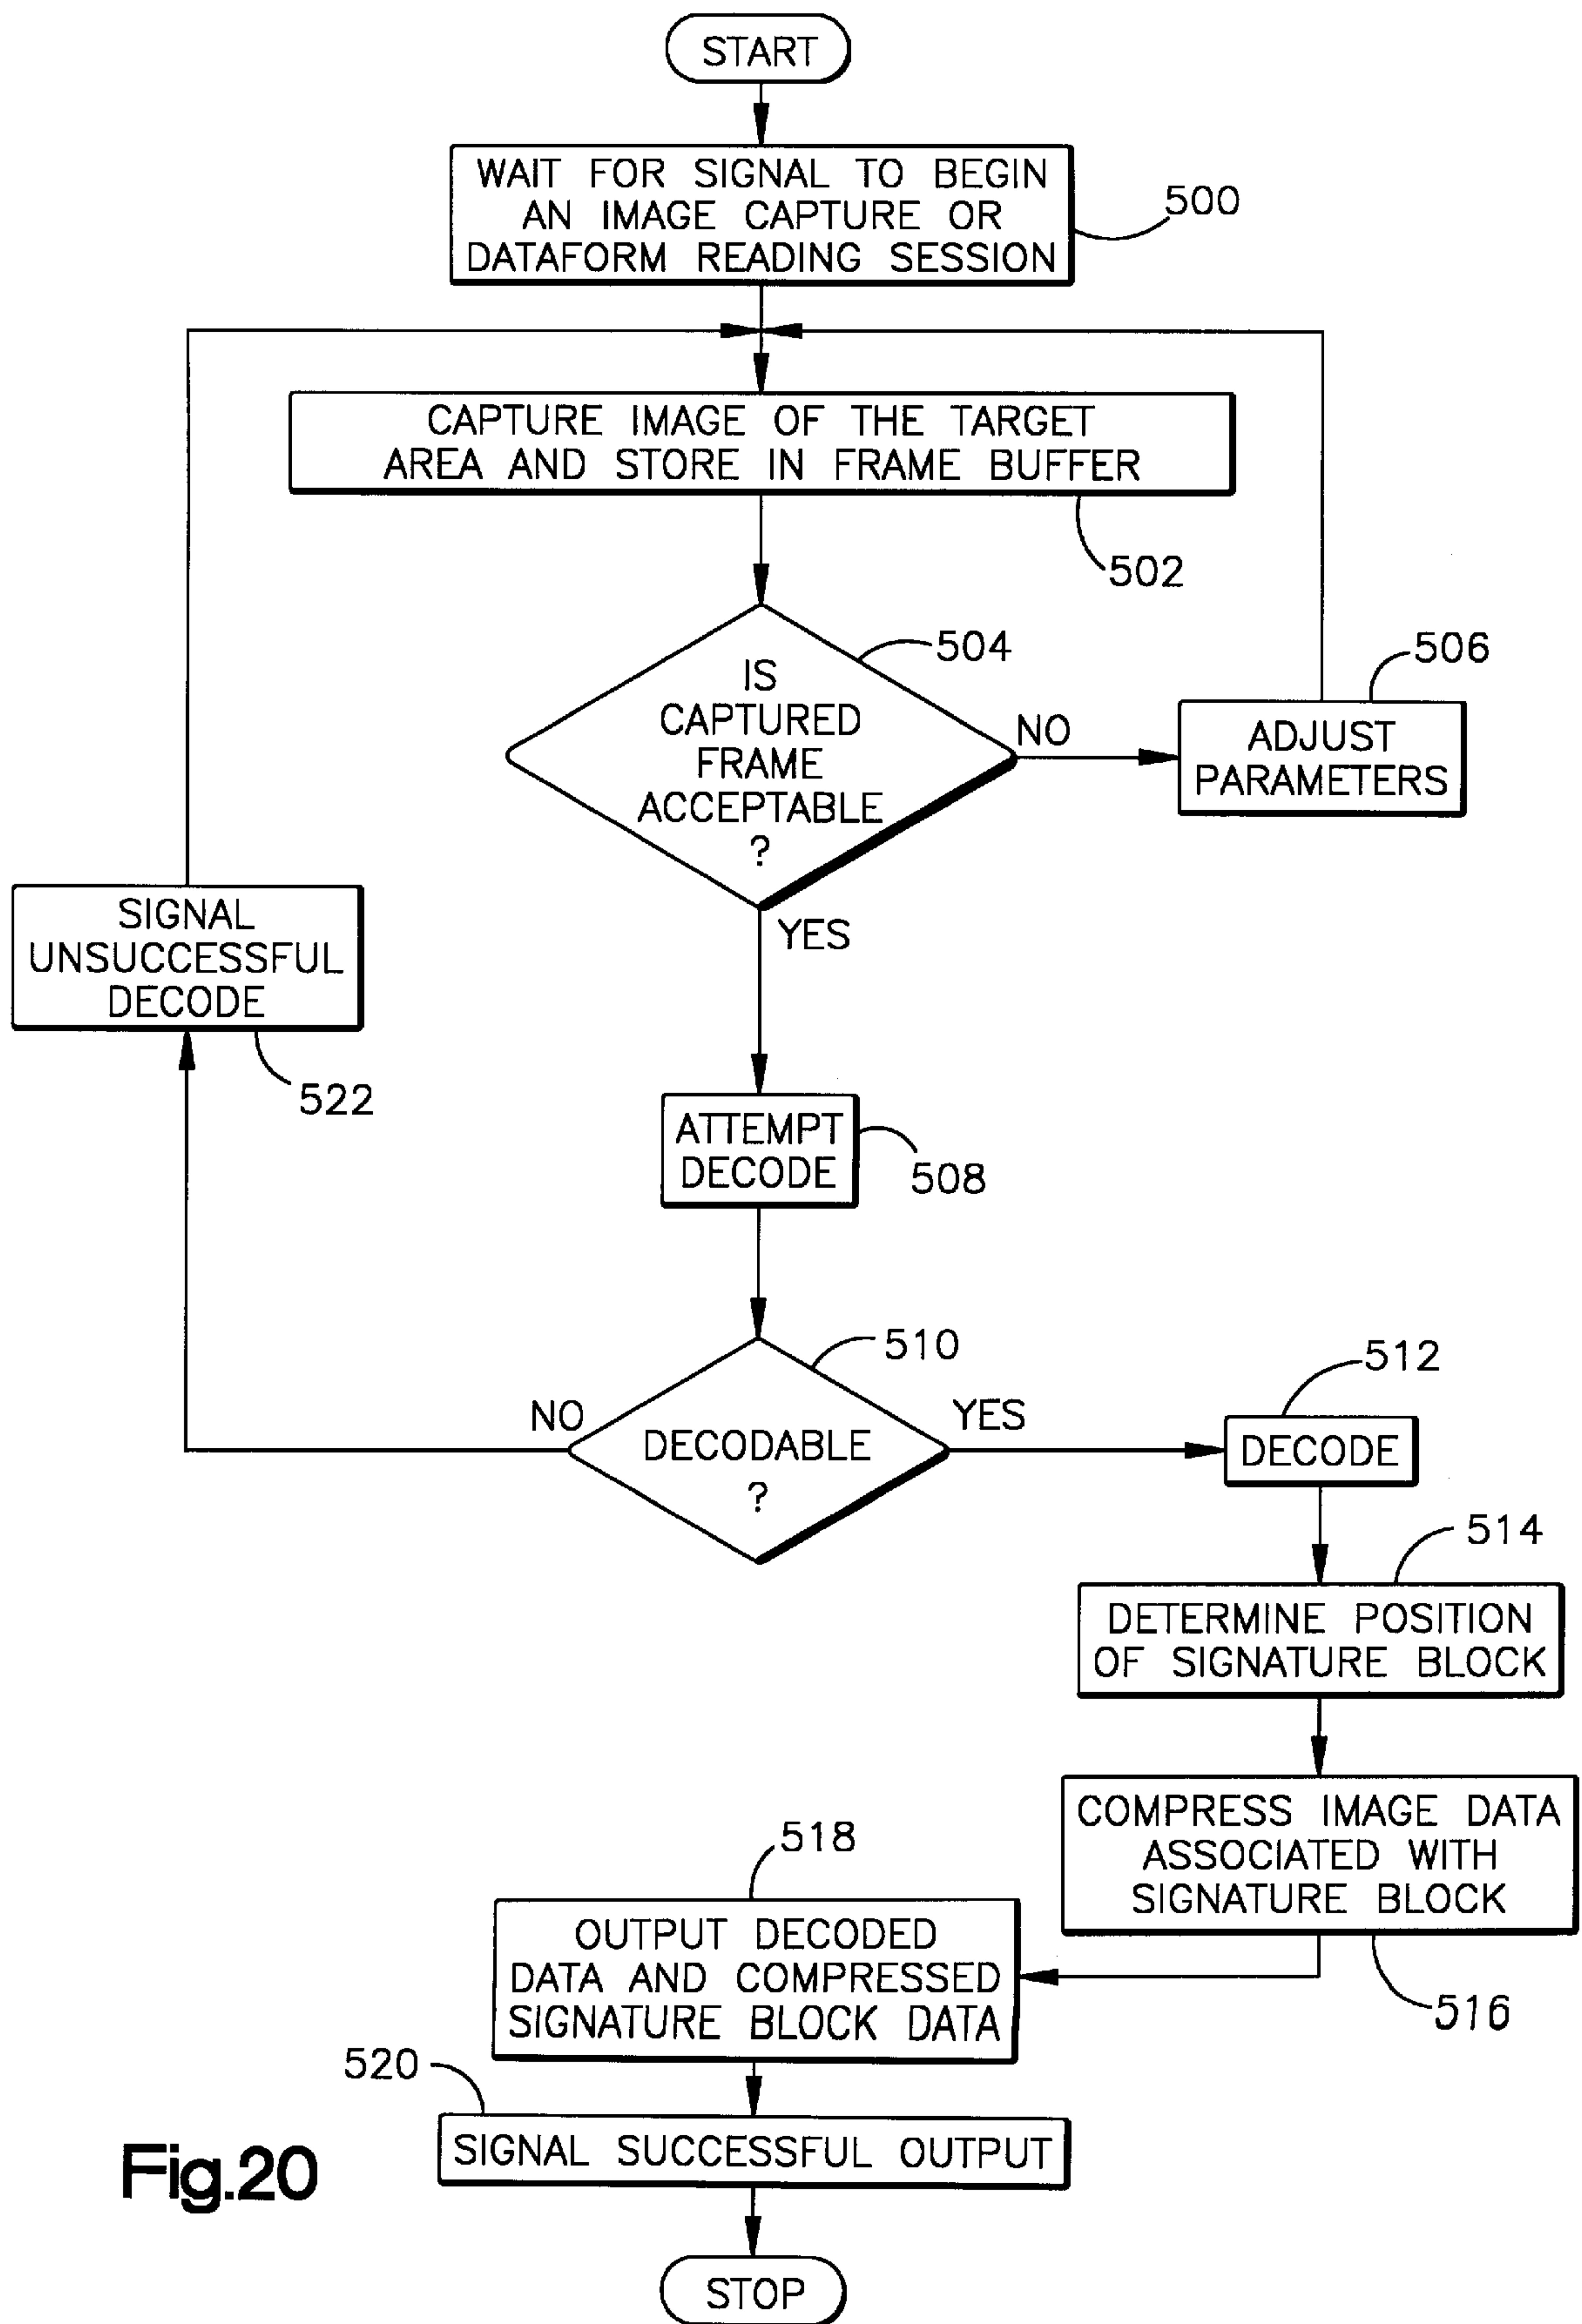 START
WAIT FOR SIGNAL TO BEGIN
AN IMAGE CAPTURE OR
DATAFORM READING SESSION
500
CAPTURE IMAGE OF THE TARGET
AREA AND STORE IN FRAME BUFFER
502
504
IS
CAPTURED
FRAME
ACCEPTABLE
?
NO
506
ADJUST
PARAMETERS
YES
SIGNAL
UNSUCCESSFUL
DECODE
522
ATTEMPT
DECODE
508
510
DECODABLE
?
NO
YES
512
DECODE
514
DETERMINE POSITION
OF SIGNATURE BLOCK
COMPRESS IMAGE DATA
ASSOCIATED WITH
SIGNATURE BLOCK
516
518
OUTPUT DECODED
DATA AND COMPRESSED
SIGNATURE BLOCK DATA
520
SIGNAL SUCCESSFUL OUTPUT
STOP
Fig.20